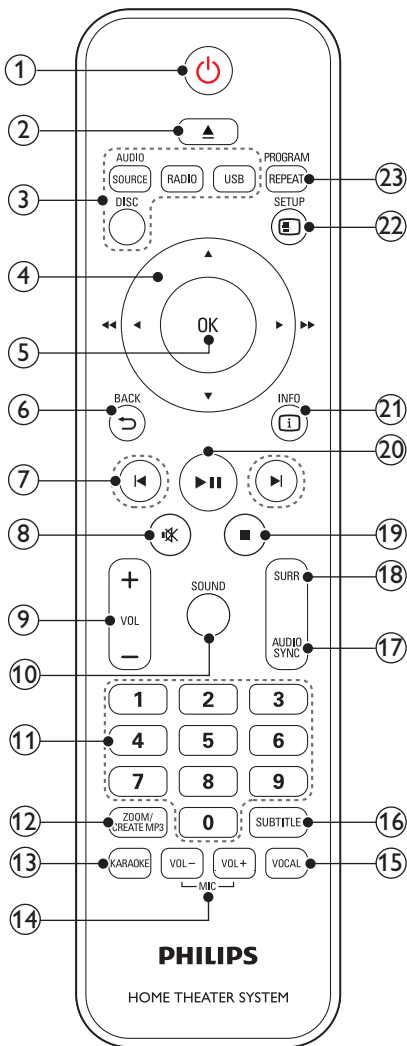 1
2
AUDIO
PROGRAM
SOURCE
RADIO
USB
REPEAT
23
3
DISC
SETUP
22
4
OK
5
BACK
INFO
6
21
20
7
8
19
SURR
18
9
VOL
SOUND
AUDIO
SYNC
17
10
1
2
3
11
4
5
6
7
8
9
12
ZOOM/
CREATE MP3
0
SUBTITLE
16
13
KARAOKE
VOL-
VOL+
VOCAL
15
14
MIC
PHILIPS
HOME THEATER SYSTEM